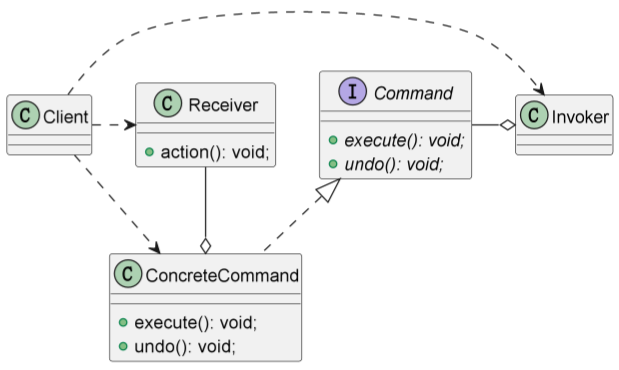 C Client
C Receiver
action(): void;
I Command
execute(): void;
undo(): void;
C Invoker
C ConcreteCommand
execute(): void;
undo(): void;